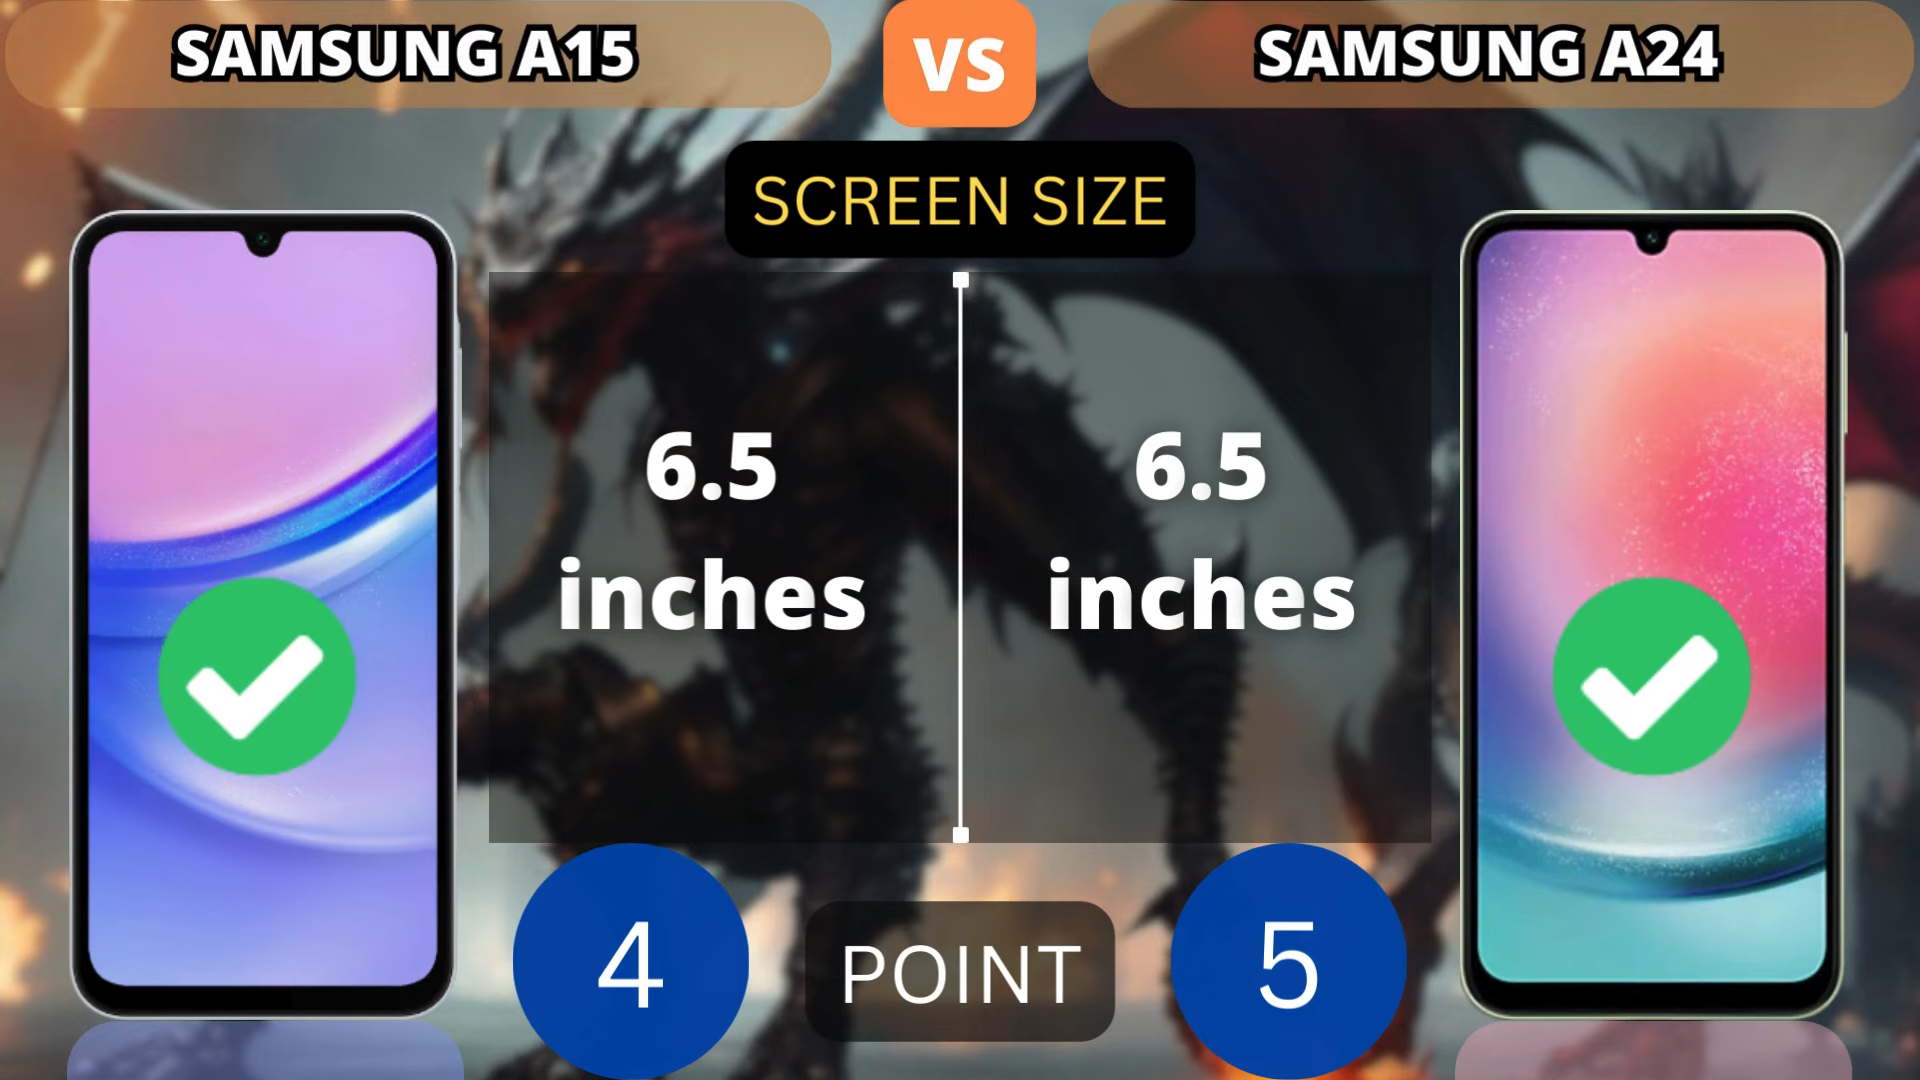 SAMSUNG A15
VS
SAMSUNG A24
SCREEN SIZE
6.5
inches
6.5
inches
4
POINT
5